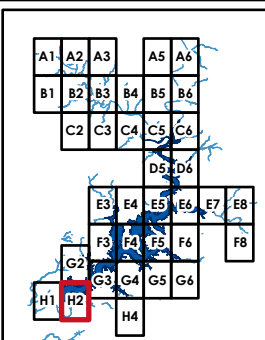 A1 A2 A3 A5 A6
B1 B2 B3 B4 B5 B6
C2 C3 C4 C5 C6
D5 D6
E3 E4 E5 E6 E7 E8
F3 F4 F5 F6 F8
G2
G3 G4 G5 G6
H1 H2
H4